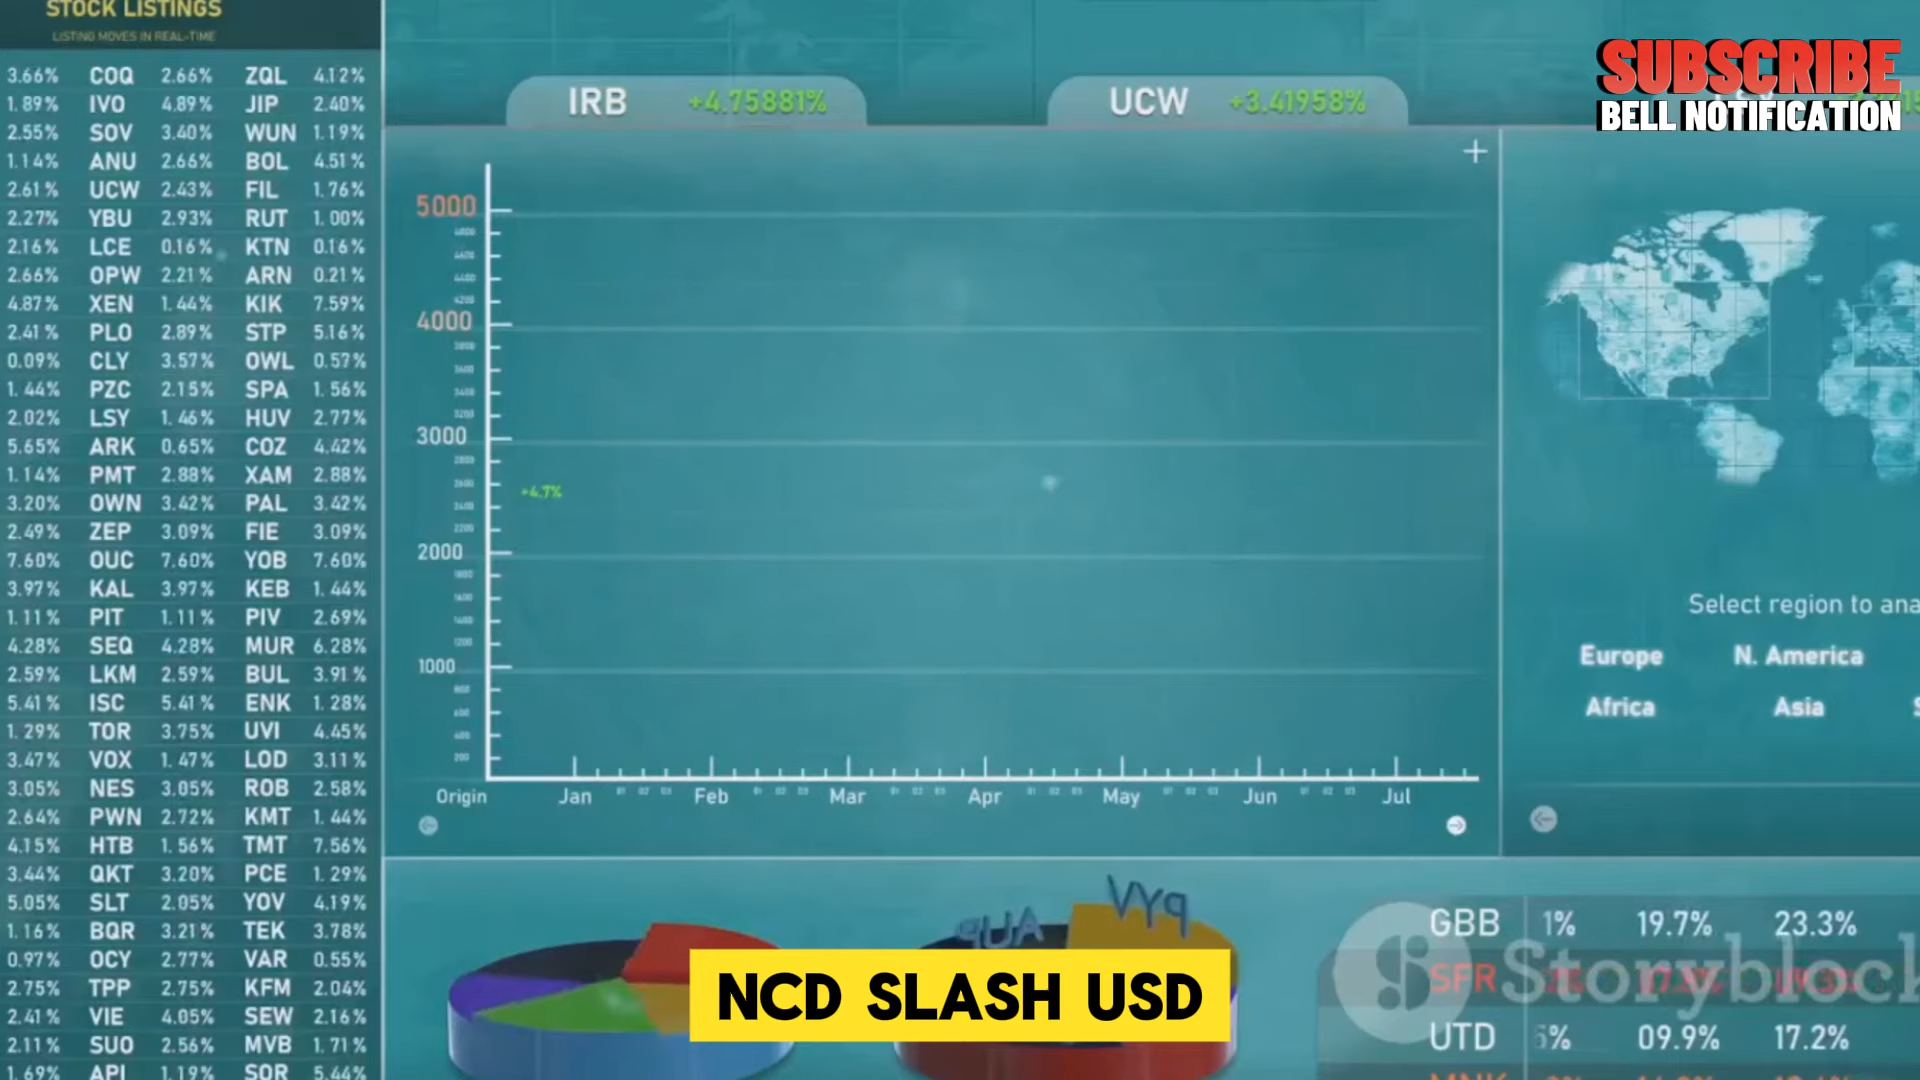 STOCK LISTINGS
LISTING MOVES IN REAL-TIME
3.66% COQ 2.66% ZQL 4.12%
1.89% IVO 4.89% JIP 2.40%
2.55% SOV 3.40% WUN 1.19%
1.14% ANU 2.66% BOL 4.51%
2.61% UCW 2.43% FIL 1.76%
2.27% YBU 2.93% RUT 1.00%
2.16% LCE 0.16% KTN 0.16%
2.66% OPW 2.21% ARN 0.21%
4.87% XEN 1.44% KIK 7.59%
2.41% PLO 2.89% STP 5.16%
0.09% CLY 3.57% OWL 0.57%
1.44% PZC 2.15% SPA 1.56%
2.02% LSY 1.46% HUV 2.77%
5.65% ARK 0.65% COZ 4.42%
1.14% PMT 2.88% XAM 2.88%
3.20% OWN 3.42% PAL 3.42%
2.49% ZEP 3.09% FIE 3.09%
7.60% OUC 7.60% YOB 7.60%
3.97% KAL 3.97% KEB 1.44%
1.11% PIT 1.11% PIV 2.69%
4.28% SEQ 4.28% MUR 6.28%
2.59% LKM 2.59% BUL 3.91%
5.41% ISC 5.41% ENK 1.28%
1.29% TOR 3.75% UVI 4.45%
3.47% VOX 1.47% LOD 3.11%
3.05% NES 3.05% ROB 2.58%
2.64% PWN 2.72% KMT 1.44%
4.15% HTB 1.56% TMT 7.56%
3.44% QKT 3.20% PCE 1.29%
5.05% SLT 2.05% YOV 4.19%
1.16% BQR 3.21% TEK 3.78%
0.97% OCY 2.77% VAR 0.55%
2.75% TPP 2.75% KFM 2.04%
2.41% VIE 4.05% SEW 2.16%
2.11% SUO 2.56% MVB 1.71%
1.69% API 1.19% SOR 5.44%
IRB +4.75881%
UCW +3.41958%
SUBSCRIBE
BELL NOTIFICATION
5000
4000
3000
+4.7%
2000
1000
Origin Jan Feb Mar Apr May Jun Jul
Select region to ana
Europe N. America
Africa Asia
VYq
GBB 1% 19.7% 23.3%
SFR
Storyblock
UTD 6% 09.9% 17.2%
NCD SLASH USD